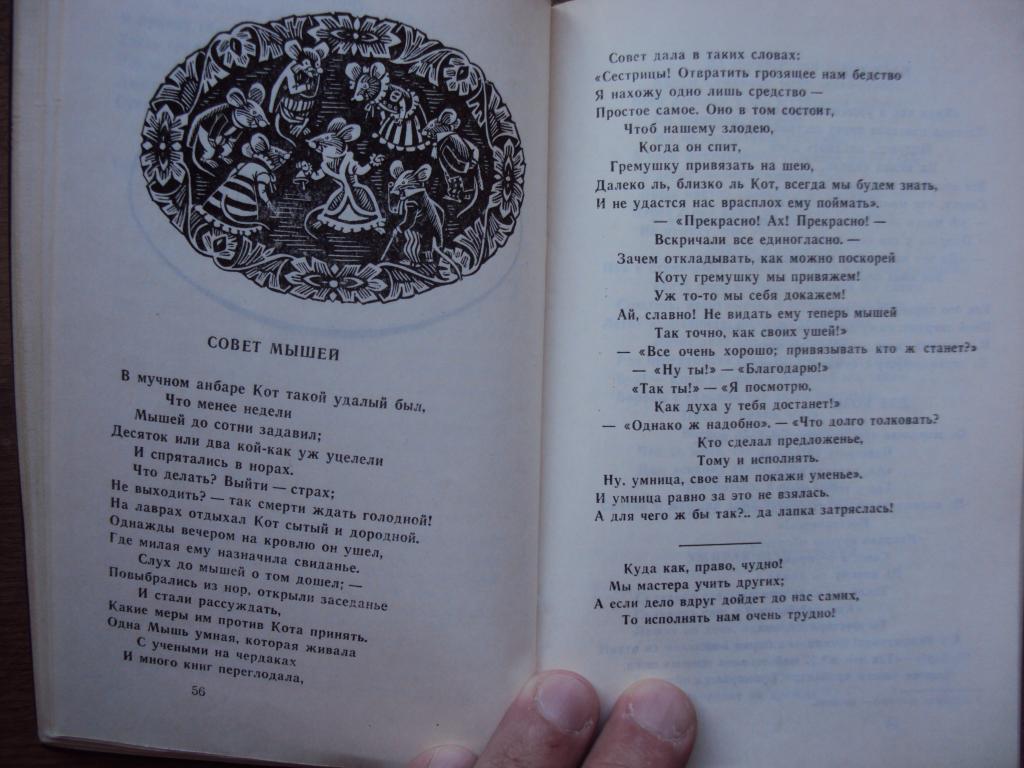 СОВЕТ МЫШЕЙ
В мучном анбаре Кот такой удалый был,
Что менее недели
Мышей до сотни задавил;
Десяток или два кой-как уж уцелели
И спрятались в норах.
Что делать? Выйти — страх;
Не выходить? — так смерти ждать голодной!
На лаврах отдыхал Кот сытый и дородной.
Однажды вечером на кровлю он ушел,
Где милая ему назначила свиданье.
Слух до мышей о том дошел; —
Повыбрались из нор, открыли заседанье
И стали рассуждать,
Какие меры им против Кота принять.
Одна Мышь умная, которая живала
С учеными на чердаках
И много книг переглодала,
56
Совет дала в таких словах:
«Сестрицы! Отвратить грозящее нам бедство
Я нахожу одно лишь средство —
Простое самое. Оно в том состоит,
Чтоб нашему злодею,
Когда он спит,
Гремушку привязать на шею,
Далеко ль, близко ль Кот, всегда мы будем знать,
И не удастся нас врасплох ему поймать».
— «Прекрасно! Ах! Прекрасно! —
Вскричали все единогласно. —
Зачем откладывать, как можно поскорей
Коту гремушку мы привяжем!
Уж то-то мы себя докажем!
Ай, славно! Не видать ему теперь мышей
Так точно, как своих ушей!»
— «Все очень хорошо; привязывать кто ж станет?»
— «Ну ты!» — «Благодарю!»
«Так ты!» — «Я посмотрю,
Как духа у тебя достанет!»
— «Однако ж надобно». — «Что долго толковать?
Кто сделал предложенье,
Тому и исполнять.
Ну, умница, свое нам покажи уменье».
И умница равно за это не взялась.
А для чего ж бы так?.. да лапка затряслась!
Куда как, право, чудно!
Мы мастера учить других;
А если дело вдруг дойдет до нас самих,
То исполнять нам очень трудно!